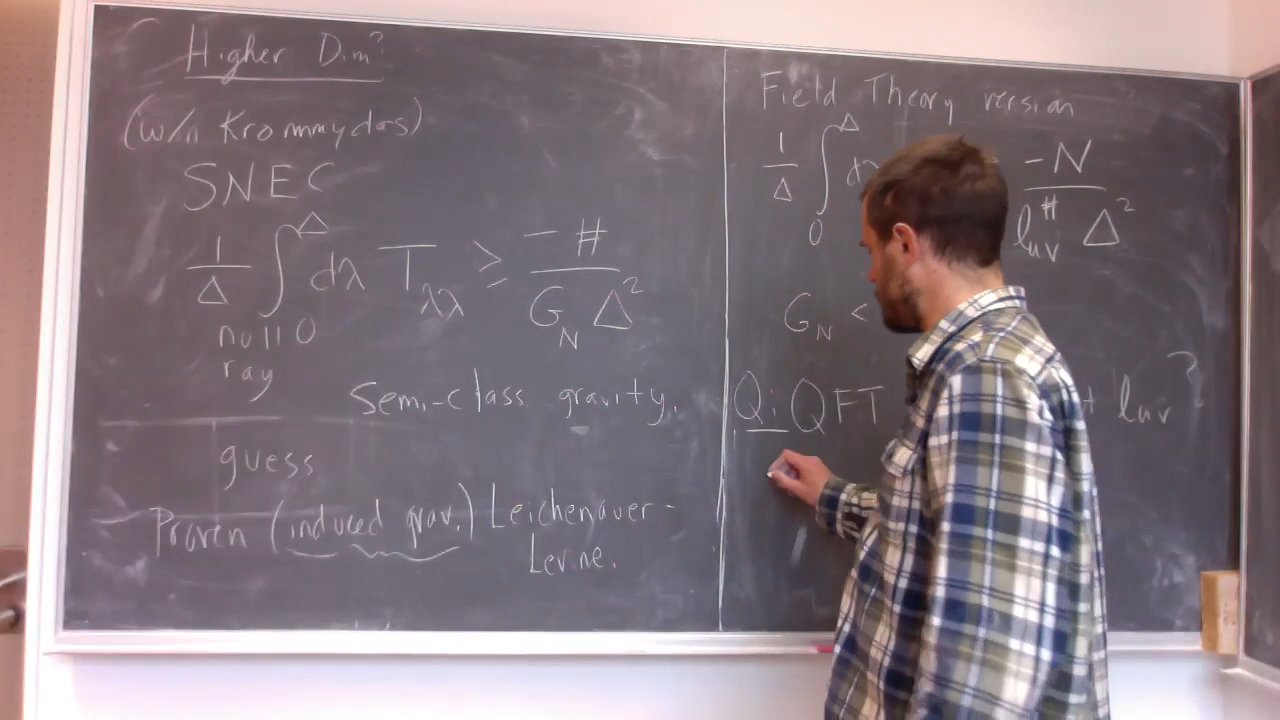 Higher Dim?
(w/ Krommydas)
SNEC
1/Δ ∫₀^Δ dλ T_λλ ≥ -#/(G_N Δ²)
null
ray
Semi-class gravity.
guess
Proven (induced grav.) Leichenauer-
Levine.
Field Theory version
1/Δ ∫₀^Δ dλ -N/(l_uv^# Δ²)
G_N <
Q: QFT l_uv?